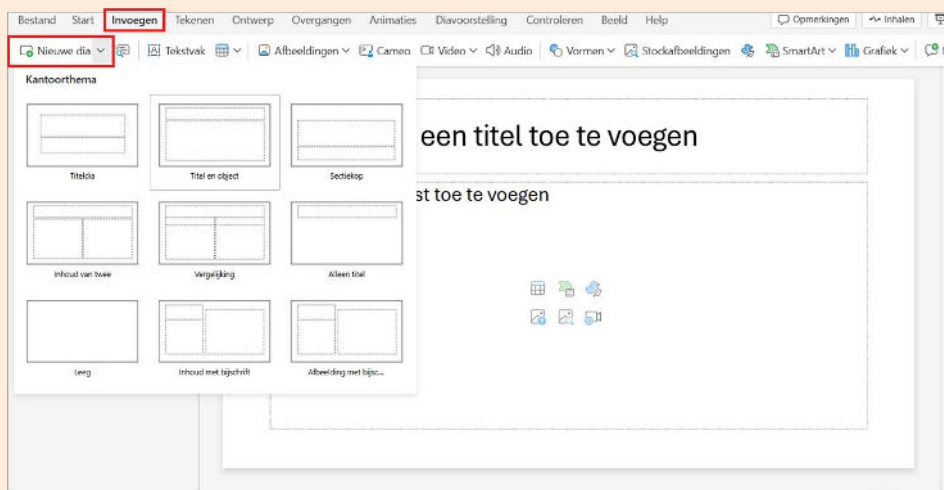 Bestand Start Invoegen Tekenen Ontwerp Overgangen Animaties Diavoorstelling Controleren Beeld Help Opmerkingen Inhalen
Nieuwe dia Tekstvak Afbeeldingen Cameo Video Audio Vormen Stockafbeeldingen SmartArt Grafiek
Kantoorthema
Titeldia Titel en object Sectiekop
Inhoud van twee Vergelijking Alleen titel
Leeg Inhoud met bijschrift Afbeelding met bijsc...
een titel toe te voegen
st toe te voegen